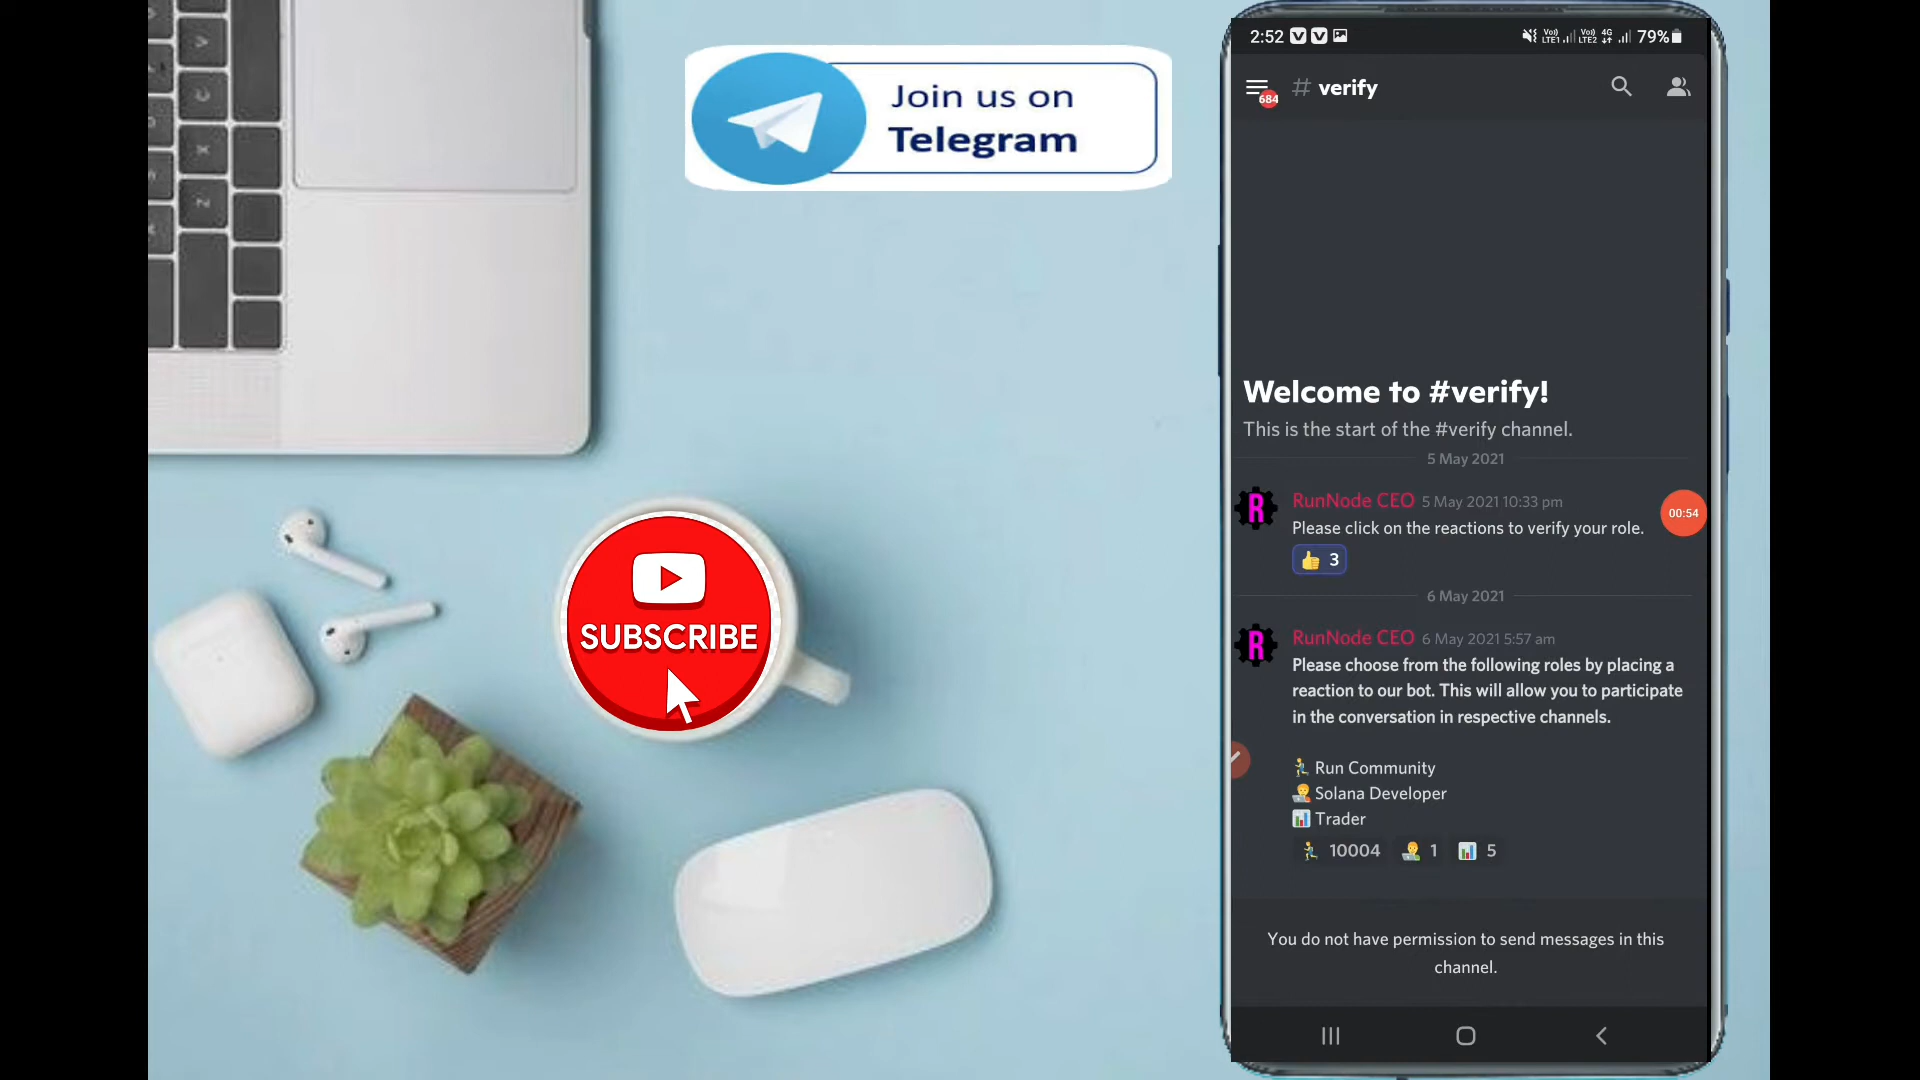 Join us on
Telegram
SUBSCRIBE
2:52
79%
684
# verify
Welcome to #verify!
This is the start of the #verify channel.
5 May 2021
RunNode CEO 5 May 2021 10:33 pm
00:54
Please click on the reactions to verify your role.
👍 3
6 May 2021
RunNode CEO 6 May 2021 5:57 am
Please choose from the following roles by placing a
reaction to our bot. This will allow you to participate
in the conversation in respective channels.
Run Community
Solana Developer
Trader
10004 1 5
You do not have permission to send messages in this
channel.